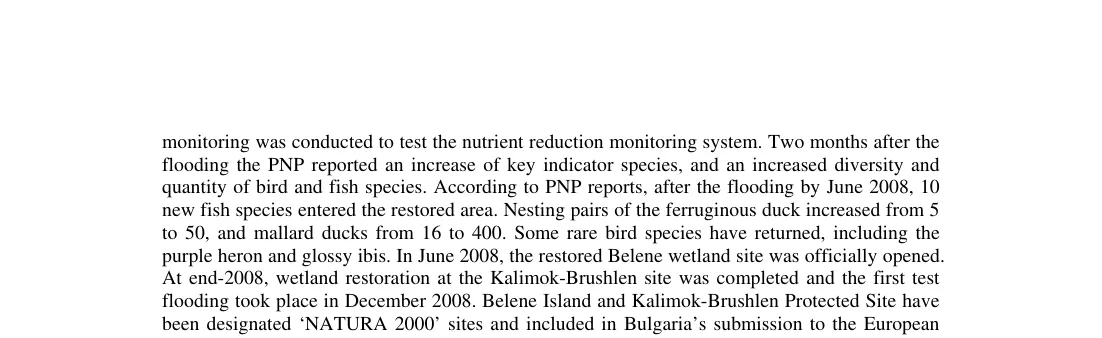 monitoring was conducted to test the nutrient reduction monitoring system. Two months after the
flooding the PNP reported an increase of key indicator species, and an increased diversity and
quantity of bird and fish species. According to PNP reports, after the flooding by June 2008, 10
new fish species entered the restored area. Nesting pairs of the ferruginous duck increased from 5
to 50, and mallard ducks from 16 to 400. Some rare bird species have returned, including the
purple heron and glossy ibis. In June 2008, the restored Belene wetland site was officially opened.
At end-2008, wetland restoration at the Kalimok-Brushlen site was completed and the first test
flooding took place in December 2008. Belene Island and Kalimok-Brushlen Protected Site have
been designated ‘NATURA 2000’ sites and included in Bulgaria’s submission to the European